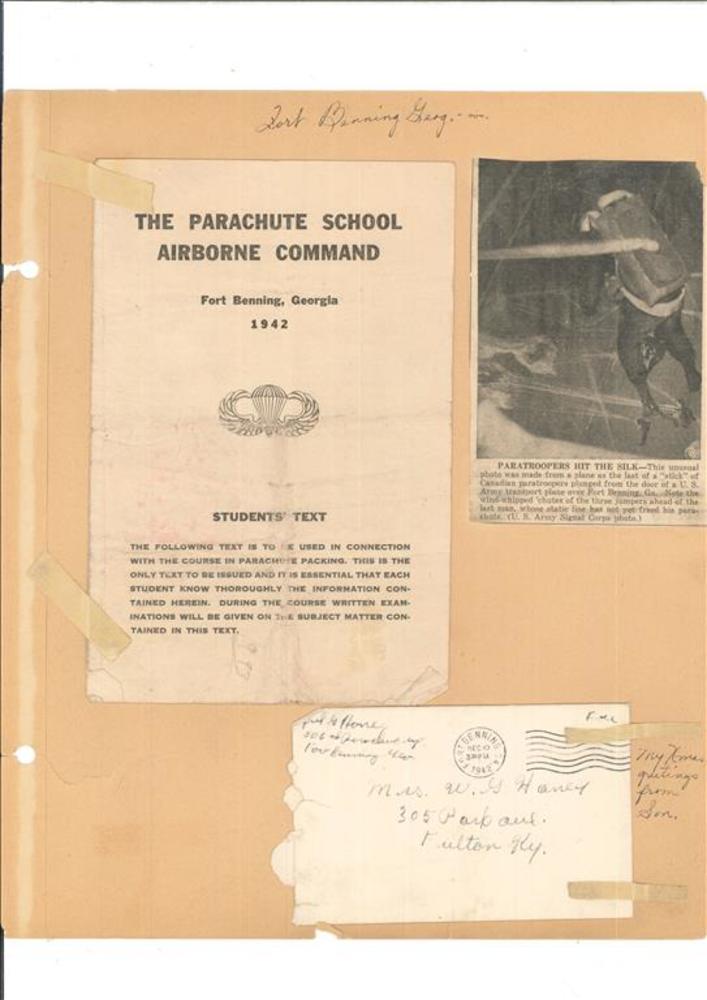 Fort Benning Georg.
THE PARACHUTE SCHOOL
AIRBORNE COMMAND
Fort Benning, Georgia
1942
STUDENTS' TEXT
THE FOLLOWING TEXT IS TO BE USED IN CONNECTION
WITH THE COURSE IN PARACHUTE PACKING. THIS IS THE
ONLY TEXT TO BE ISSUED AND IT IS ESSENTIAL THAT EACH
STUDENT KNOW THOROUGHLY THE INFORMATION CON-
TAINED HEREIN. DURING THE COURSE WRITTEN EXAM-
INATIONS WILL BE GIVEN ON THE SUBJECT MATTER CON-
TAINED IN THIS TEXT.
PARATROOPERS HIT THE SILK—This unusual
photo was made from a plane as the last of a "stick" of
Canadian paratroopers plunged from the door of a U. S.
Army transport plane over Fort Benning, Ga. Note the
wind-whipped 'chutes of the three jumpers ahead of the
last man, whose static line has not yet freed his para-
chute. (U. S. Army Signal Corps photo.)
506
Fort Benning
FORT BENNING GA.
DEC
1942
Mrs. W. G Haney
305 Park ave.
Fulton Ky.
My Xmas
greetings
from
Son.